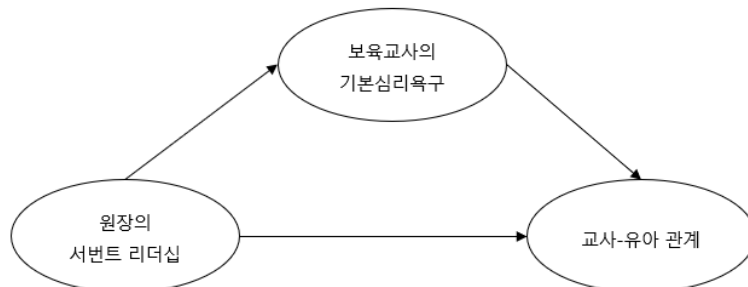 보육교사의
기본심리욕구
원장의
서번트 리더십
교사-유아 관계